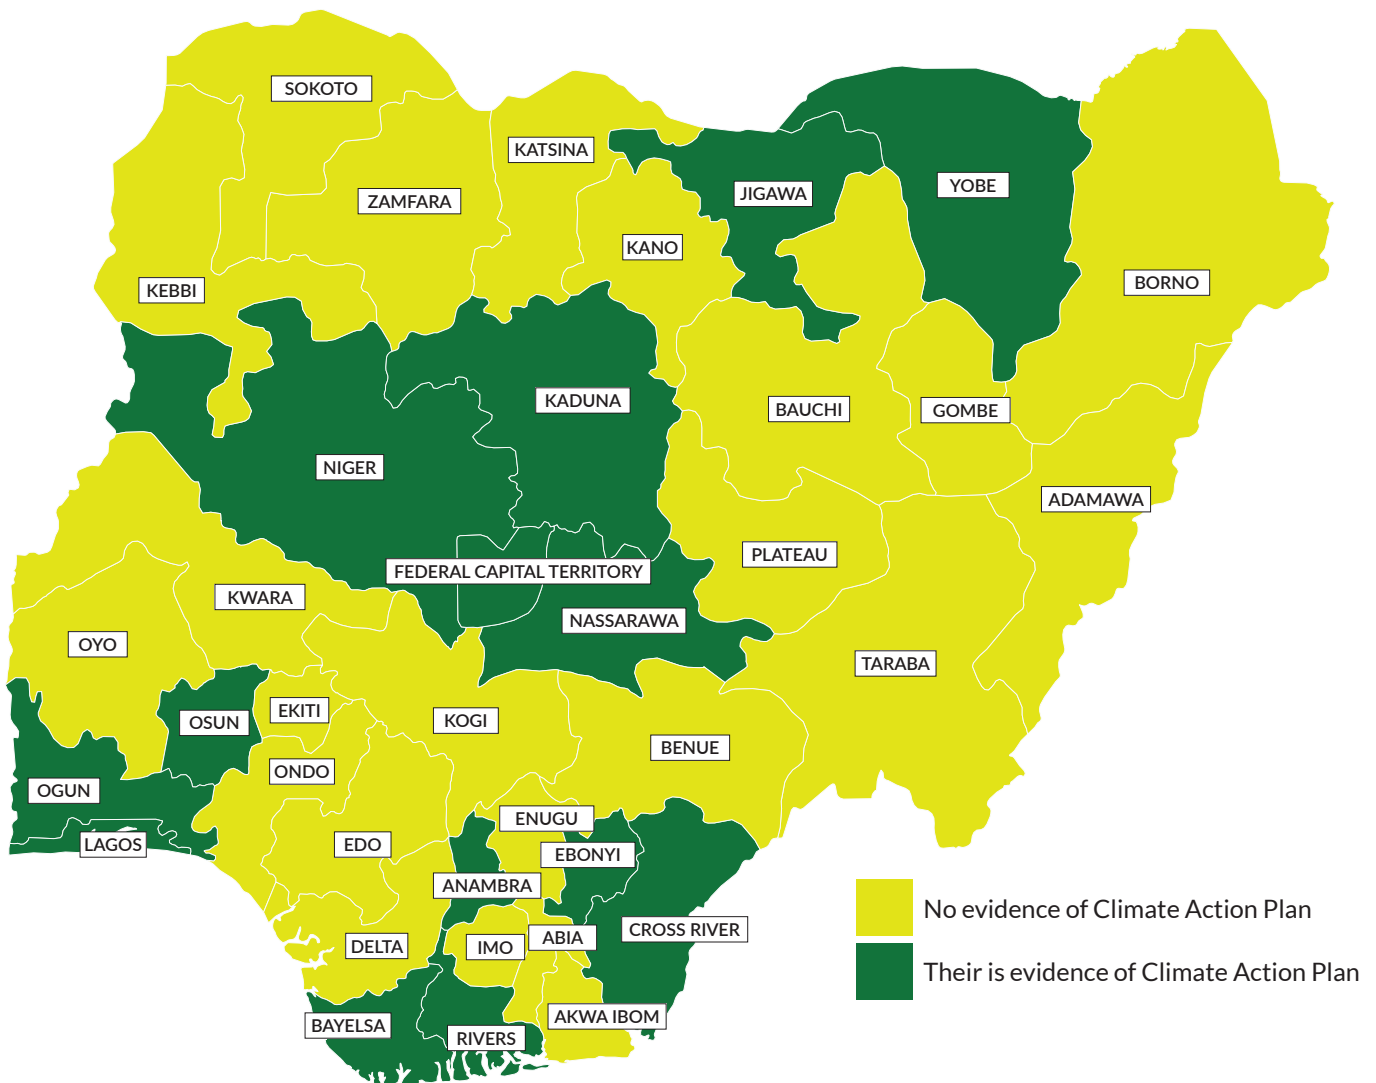 SOKOTO
KATSINA
YOBE
JIGAWA
ZAMFARA
KANO
BORNO
KEBBI
KADUNA
BAUCHI
GOMBE
NIGER
ADAMAWA
PLATEAU
FEDERAL CAPITAL TERRITORY
KWARA
NASSARAWA
OYO
TARABA
EKITI
KOGI
OSUN
BENUE
ONDO
OGUN
ENUGU
LAGOS
EDO
EBONYI
ANAMBRA
No evidence of Climate Action Plan
CROSS RIVER
ABIA
DELTA
IMO
Their is evidence of Climate Action Plan
AKWA IBOM
BAYELSA
RIVERS